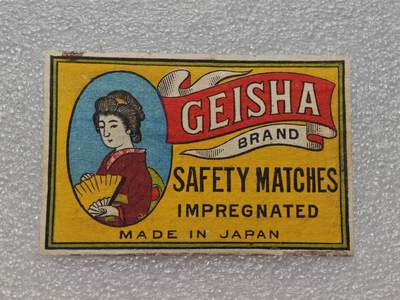 GEISHA
BRAND
SAFETY MATCHES
IMPREGNATED
MADE IN JAPAN